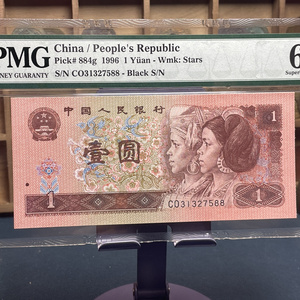 PMG
China / People's Republic
Pick# 884g 1996 1 Yüan - Wmk: Stars
S/N CO31327588 - Black S/N
NEY GUARANTY
6
Super
中国人民银行
1
壹圆
1
1
CO31327588